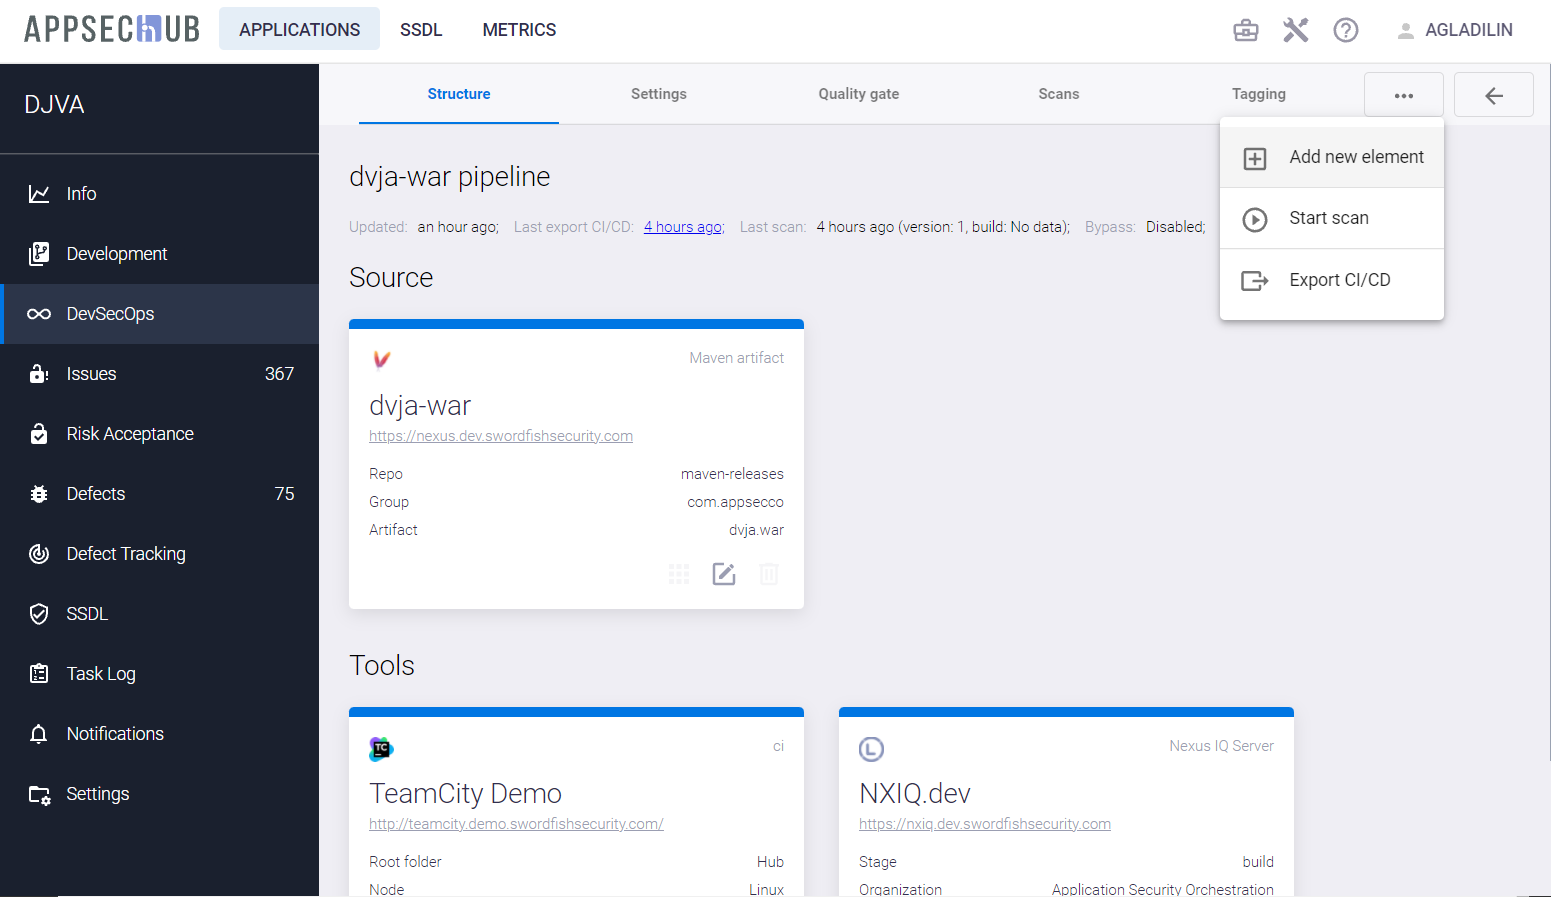 APPSECHUB
APPLICATIONS
SSDL
METRICS
AGLADILIN
DJVA
Info
Development
DevSecOps
Issues 367
Risk Acceptance
Defects 75
Defect Tracking
SSDL
Task Log
Notifications
Settings
Structure
Settings
Quality gate
Scans
Tagging
Add new element
Start scan
Export CI/CD
dvja-war pipeline
Updated: an hour ago; Last export CI/CD: 4 hours ago; Last scan: 4 hours ago (version: 1, build: No data); Bypass: Disabled;
Source
Maven artifact
dvja-war
https://nexus.dev.swordfishsecurity.com
Repo maven-releases
Group com.appsecco
Artifact dvja.war
Tools
TC
ci
TeamCity Demo
http://teamcity.demo.swordfishsecurity.com/
Root folder Hub
Node Linux
L
Nexus IQ Server
NXIQ.dev
https://nxiq.dev.swordfishsecurity.com
Stage build
Organization Application Security Orchestration